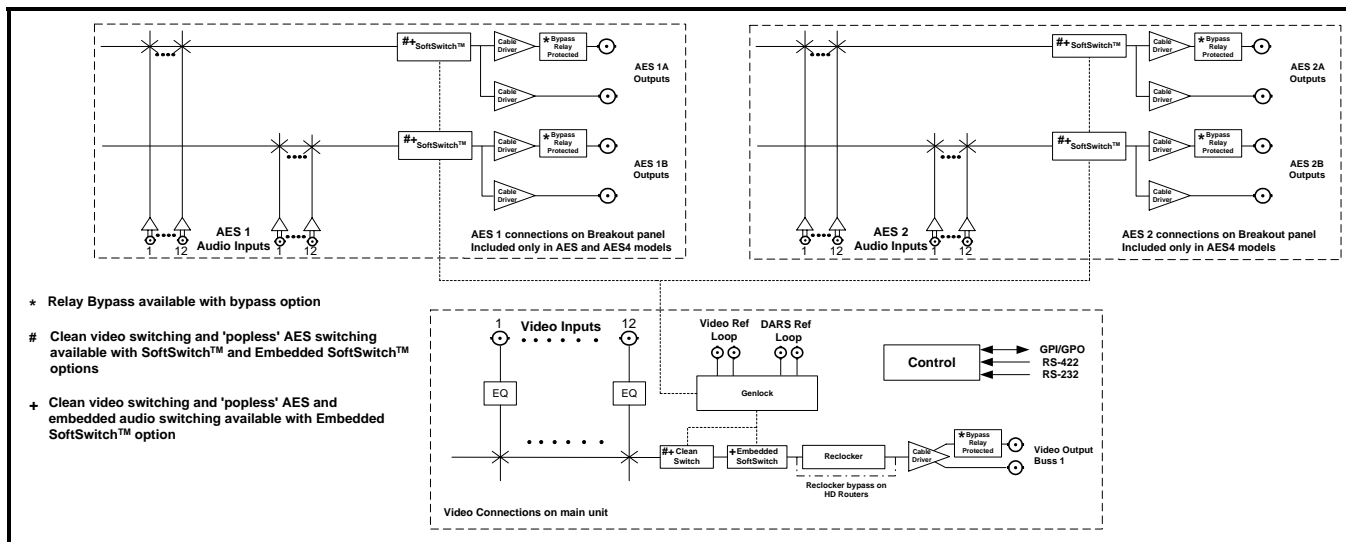 #+SoftSwitch™
Cable Driver
* Bypass Relay Protected
AES 1A Outputs
Cable Driver
#+SoftSwitch™
Cable Driver
* Bypass Relay Protected
AES 1B Outputs
Cable Driver
AES 1
Audio Inputs
1
12
1
12
AES 1 connections on Breakout panel
Included only in AES and AES4 models
#+SoftSwitch™
Cable Driver
* Bypass Relay Protected
AES 2A Outputs
Cable Driver
#+SoftSwitch™
Cable Driver
* Bypass Relay Protected
AES 2B Outputs
Cable Driver
AES 2
Audio Inputs
1
12
1
12
AES 2 connections on Breakout panel
Included only in AES4 models
* Relay Bypass available with bypass option
# Clean video switching and 'popless' AES switching
available with SoftSwitch™ and Embedded SoftSwitch™
options
+ Clean video switching and 'popless' AES and
embedded audio switching available with Embedded
SoftSwitch™ option
1
Video Inputs
12
Video Ref
Loop
DARS Ref
Loop
EQ
EQ
Genlock
Control
GPI/GPO
RS-422
RS-232
#+ Clean
Switch
+ Embedded
SoftSwitch
Reclocker
Cable Driver
* Bypass Relay Protected
Video Output
Buss 1
Reclocker bypass on
HD Routers
Video Connections on main unit